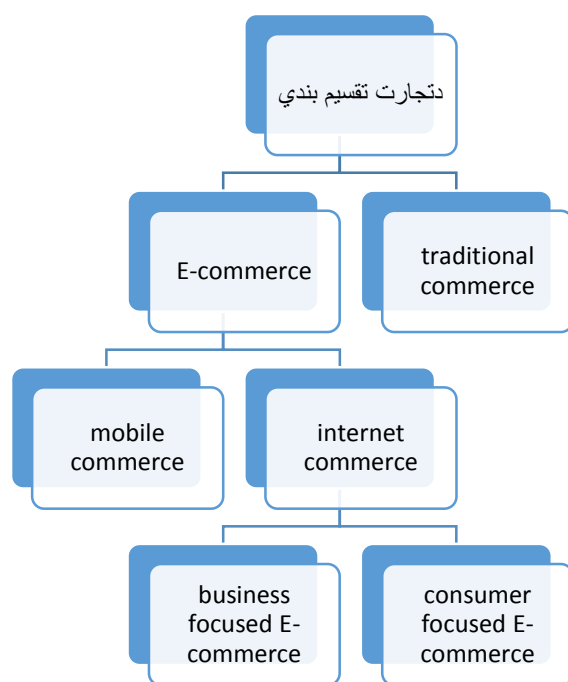 دتجارت تقسیم بندي
E-commerce
traditional
commerce
mobile
commerce
internet
commerce
business
focused E-
commerce
consumer
focused E-
commerce